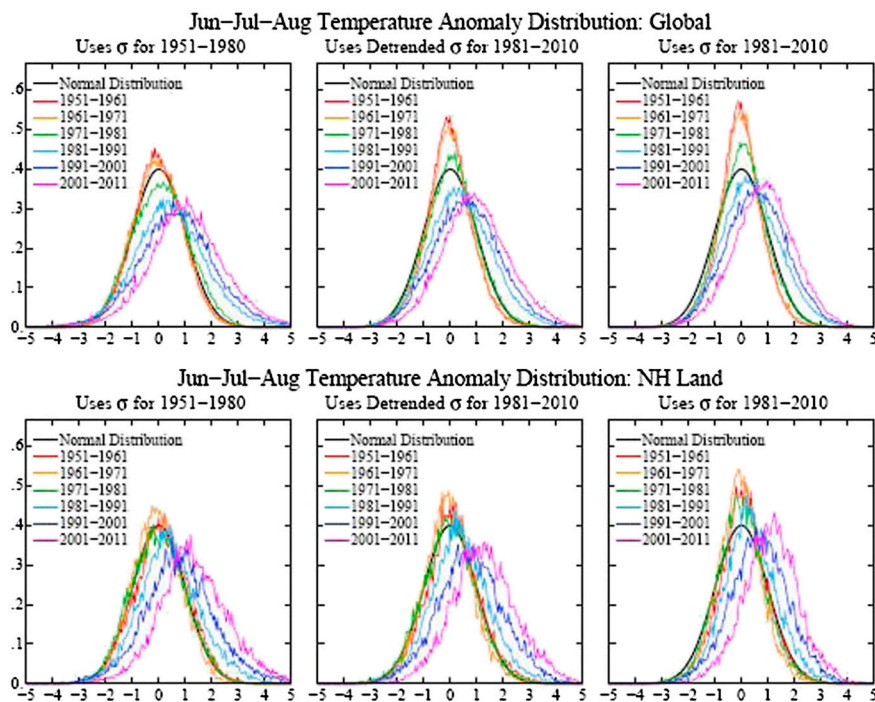 Jun–Jul–Aug Temperature Anomaly Distribution: Global
Uses σ for 1951–1980
Uses Detrended σ for 1981–2010
Uses σ for 1981–2010
.6
.5
.4
.3
.2
.1
0.
Normal Distribution
1951–1961
1961–1971
1971–1981
1981–1991
1991–2001
2001–2011
Normal Distribution
1951–1961
1961–1971
1971–1981
1981–1991
1991–2001
2001–2011
Normal Distribution
1951–1961
1961–1971
1971–1981
1981–1991
1991–2001
2001–2011
−5 −4 −3 −2 −1 0 1 2 3 4 5
−5 −4 −3 −2 −1 0 1 2 3 4 5
−5 −4 −3 −2 −1 0 1 2 3 4 5
Jun–Jul–Aug Temperature Anomaly Distribution: NH Land
Uses σ for 1951–1980
Uses Detrended σ for 1981–2010
Uses σ for 1981–2010
.6
.5
.4
.3
.2
.1
0.
Normal Distribution
1951–1961
1961–1971
1971–1981
1981–1991
1991–2001
2001–2011
Normal Distribution
1951–1961
1961–1971
1971–1981
1981–1991
1991–2001
2001–2011
Normal Distribution
1951–1961
1961–1971
1971–1981
1981–1991
1991–2001
2001–2011
−5 −4 −3 −2 −1 0 1 2 3 4 5
−5 −4 −3 −2 −1 0 1 2 3 4 5
−5 −4 −3 −2 −1 0 1 2 3 4 5